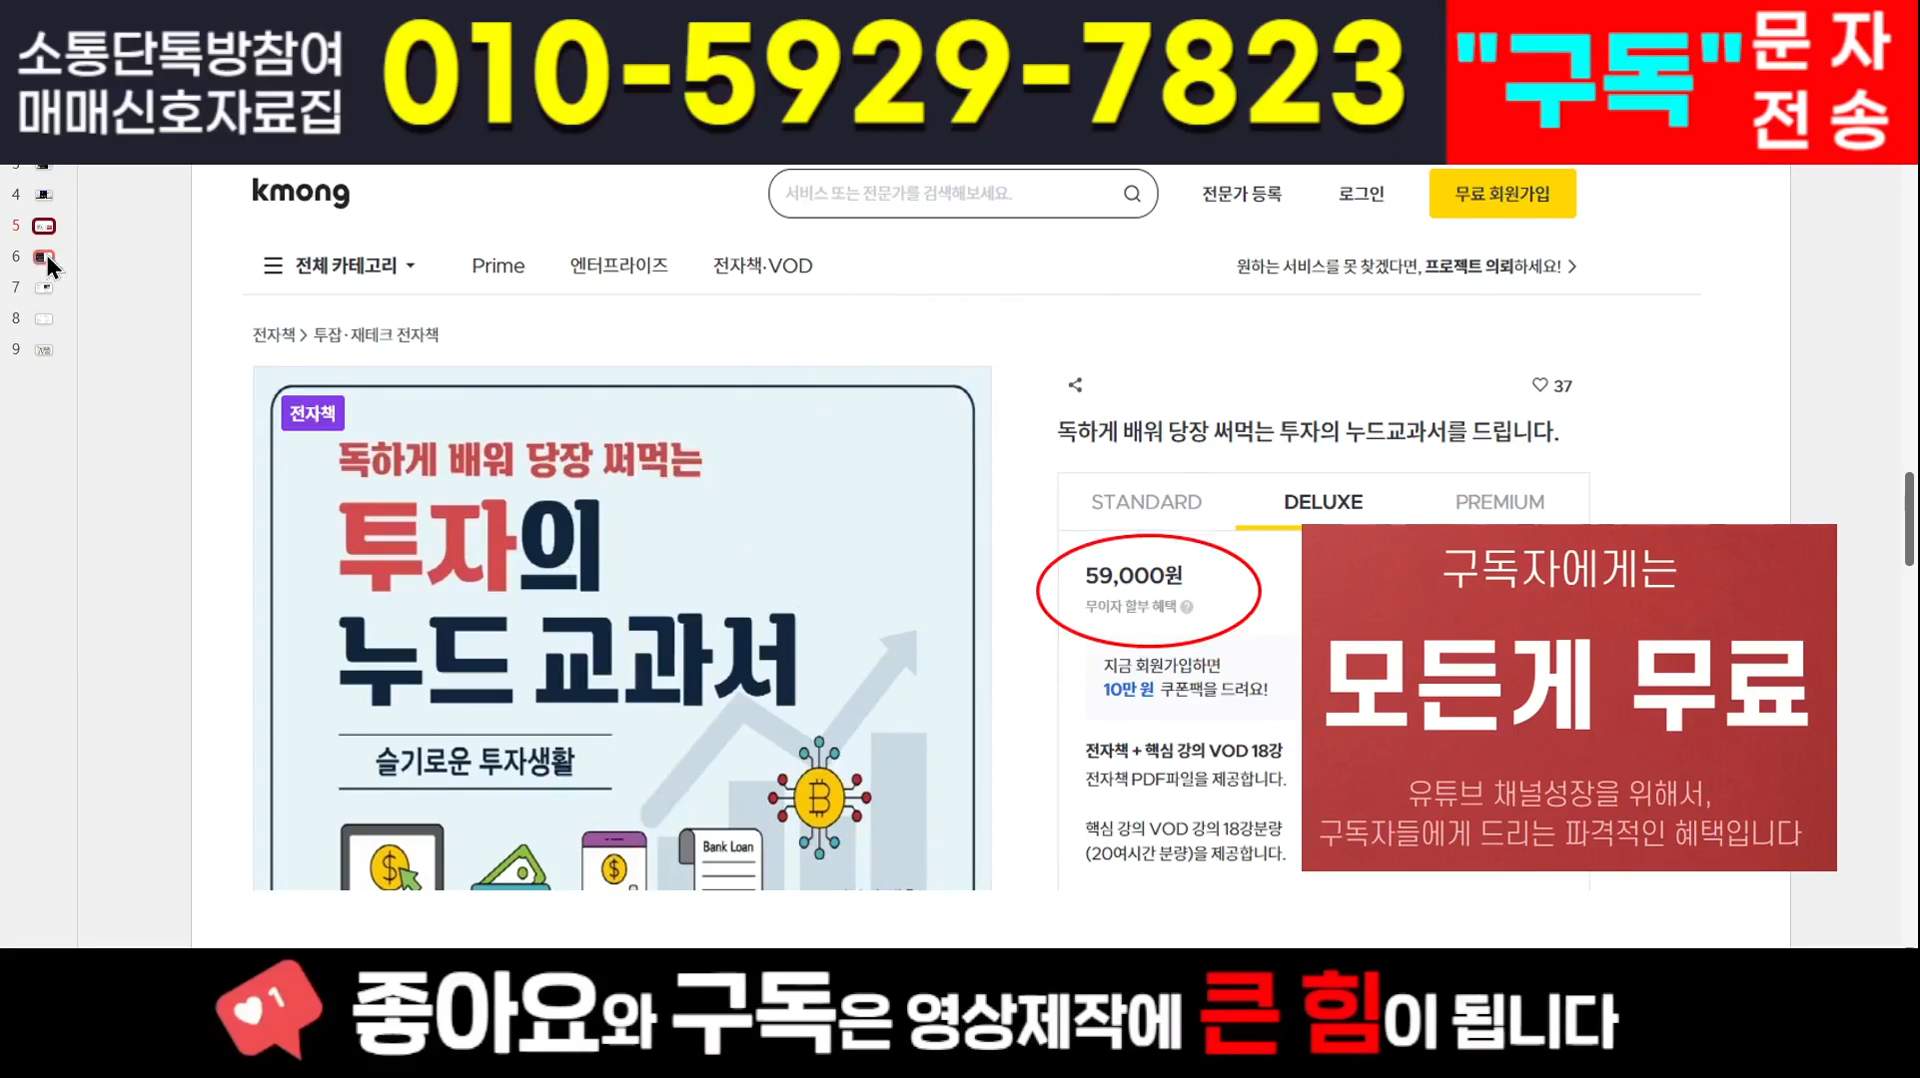 소통단톡방참여
매매신호자료집
010-5929-7823
"구독"
문 자
전 송
4
5
6
7
8
9
kmong
서비스 또는 전문가를 검색해보세요.
전문가 등록
로그인
무료 회원가입
전체 카테고리
Prime
엔터프라이즈
전자책·VOD
원하는 서비스를 못 찾겠다면, 프로젝트 의뢰하세요!
전자책 > 투잡·재테크 전자책
전자책
독하게 배워 당장 써먹는
투자의
누드 교과서
슬기로운 투자생활
Bank Loan
37
독하게 배워 당장 써먹는 투자의 누드교과서를 드립니다.
STANDARD
DELUXE
PREMIUM
59,000원
무이자 할부 혜택
지금 회원가입하면
10만 원 쿠폰팩을 드려요!
전자책 + 핵심 강의 VOD 18강
전자책 PDF파일을 제공합니다.
핵심 강의 VOD 강의 18강분량
(20여시간 분량)을 제공합니다.
구독자에게는
모든게 무료
유튜브 채널성장을 위해서,
구독자들에게 드리는 파격적인 혜택입니다
1
좋아요와 구독은 영상제작에 큰 힘이 됩니다